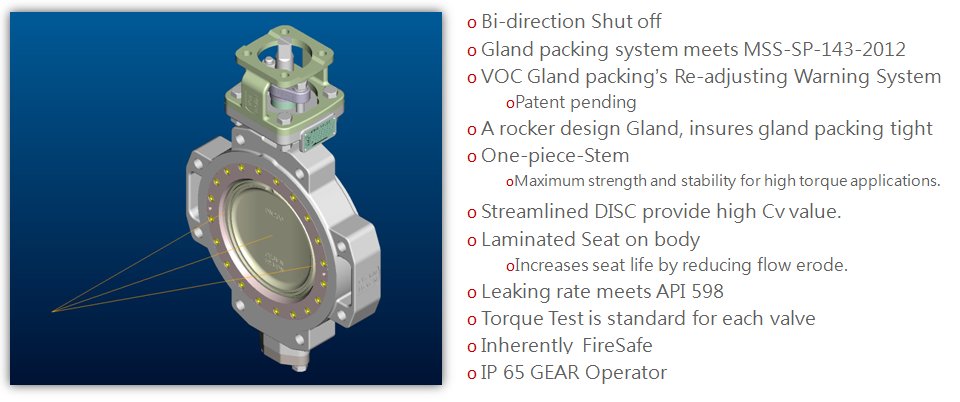 o Bi-direction Shut off
o Gland packing system meets MSS-SP-143-2012
o VOC Gland packing's Re-adjusting Warning System
oPatent pending
o A rocker design Gland, insures gland packing tight
o One-piece-Stem
oMaximum strength and stability for high torque applications.
o Streamlined DISC provide high Cv value.
o Laminated Seat on body
oIncreases seat life by reducing flow erode.
o Leaking rate meets API 598
o Torque Test is standard for each valve
o Inherently FireSafe
o IP 65 GEAR Operator